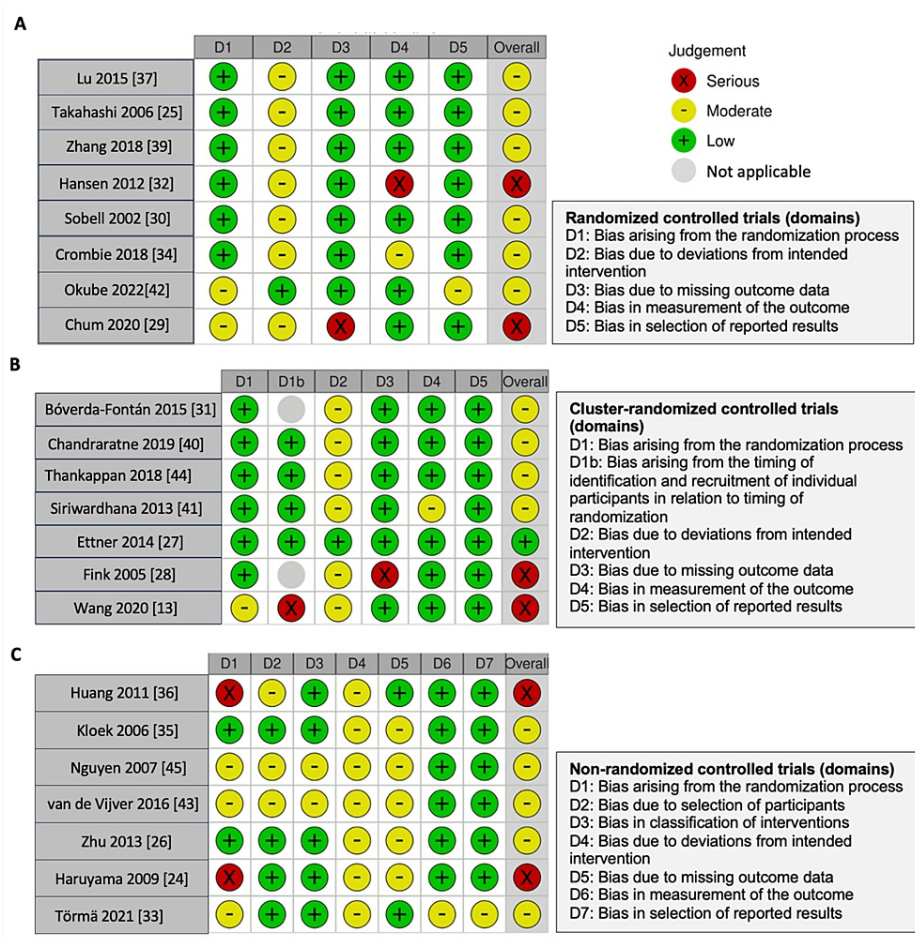 A
D1 D2 D3 D4 D5 Overall
Lu 2015 [37] + - + + + -
Takahashi 2006 [25] + - + + + -
Zhang 2018 [39] + - + + + -
Hansen 2012 [32] + - + X + X
Sobell 2002 [30] + - + + + -
Crombie 2018 [34] + - + - + -
Okube 2022[42] - + + + - -
Chum 2020 [29] - - X + + X
Judgement
X Serious
- Moderate
+ Low
Not applicable
Randomized controlled trials (domains)
D1: Bias arising from the randomization process
D2: Bias due to deviations from intended
intervention
D3: Bias due to missing outcome data
D4: Bias in measurement of the outcome
D5: Bias in selection of reported results
B
D1 D1b D2 D3 D4 D5 Overall
Bóverda-Fontán 2015 [31] + - + + + -
Chandraratne 2019 [40] + + - + + + -
Thankappan 2018 [44] + + - + + + -
Siriwardhana 2013 [41] + + - + - + -
Ettner 2014 [27] + + + + + + +
Fink 2005 [28] + - X + + X
Wang 2020 [13] - X - + + + X
Cluster-randomized controlled trials
(domains)
D1: Bias arising from the randomization process
D1b: Bias arising from the timing of
identification and recruitment of individual
participants in relation to timing of
randomization
D2: Bias due to deviations from intended
intervention
D3: Bias due to missing outcome data
D4: Bias in measurement of the outcome
D5: Bias in selection of reported results
C
D1 D2 D3 D4 D5 D6 D7 Overall
Huang 2011 [36] X - + - + + + X
Kloek 2006 [35] + + + - - + + -
Nguyen 2007 [45] - - - - - + + -
van de Vijver 2016 [43] - - - - - + + -
Zhu 2013 [26] + + + - - + + -
Haruyama 2009 [24] X + + - - + + X
Törmä 2021 [33] - + + - + - - -
Non-randomized controlled trials (domains)
D1: Bias arising from the randomization process
D2: Bias due to selection of participants
D3: Bias in classification of interventions
D4: Bias due to deviations from intended
intervention
D5: Bias due to missing outcome data
D6: Bias in measurement of the outcome
D7: Bias in selection of reported results